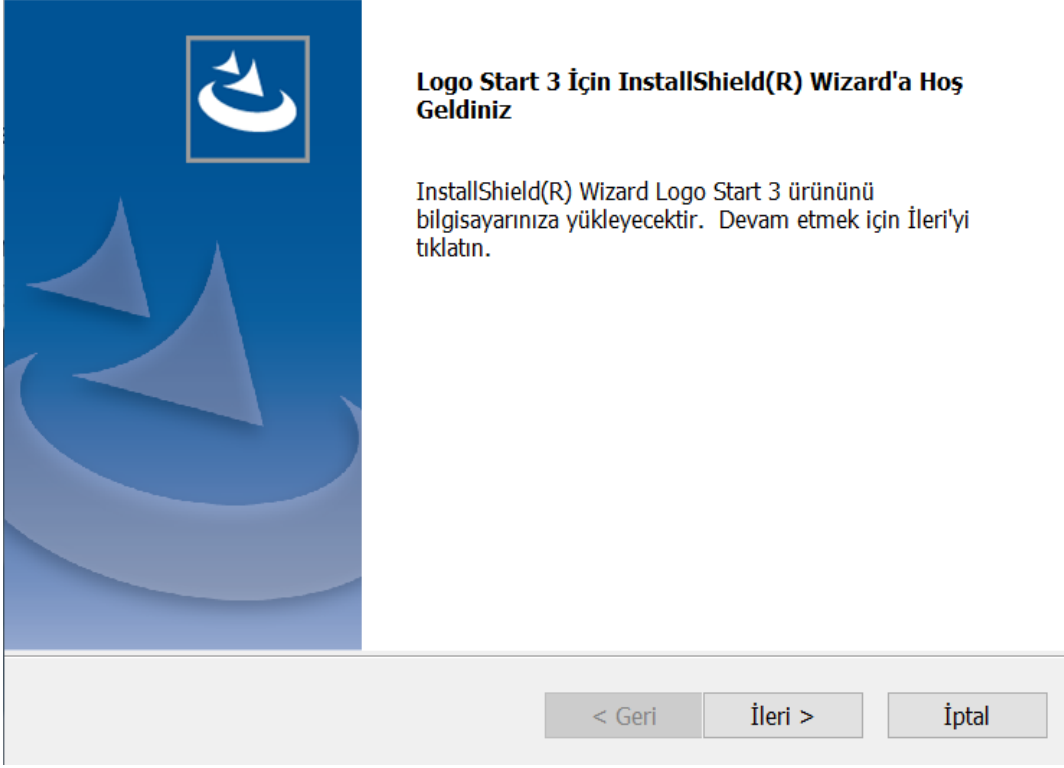 Logo Start 3 İçin InstallShield(R) Wizard'a Hoş
Geldiniz
InstallShield(R) Wizard Logo Start 3 ürününü
bilgisayarınıza yükleyecektir.  Devam etmek için İleri'yi
tıklatın.
< Geri
İleri >
İptal